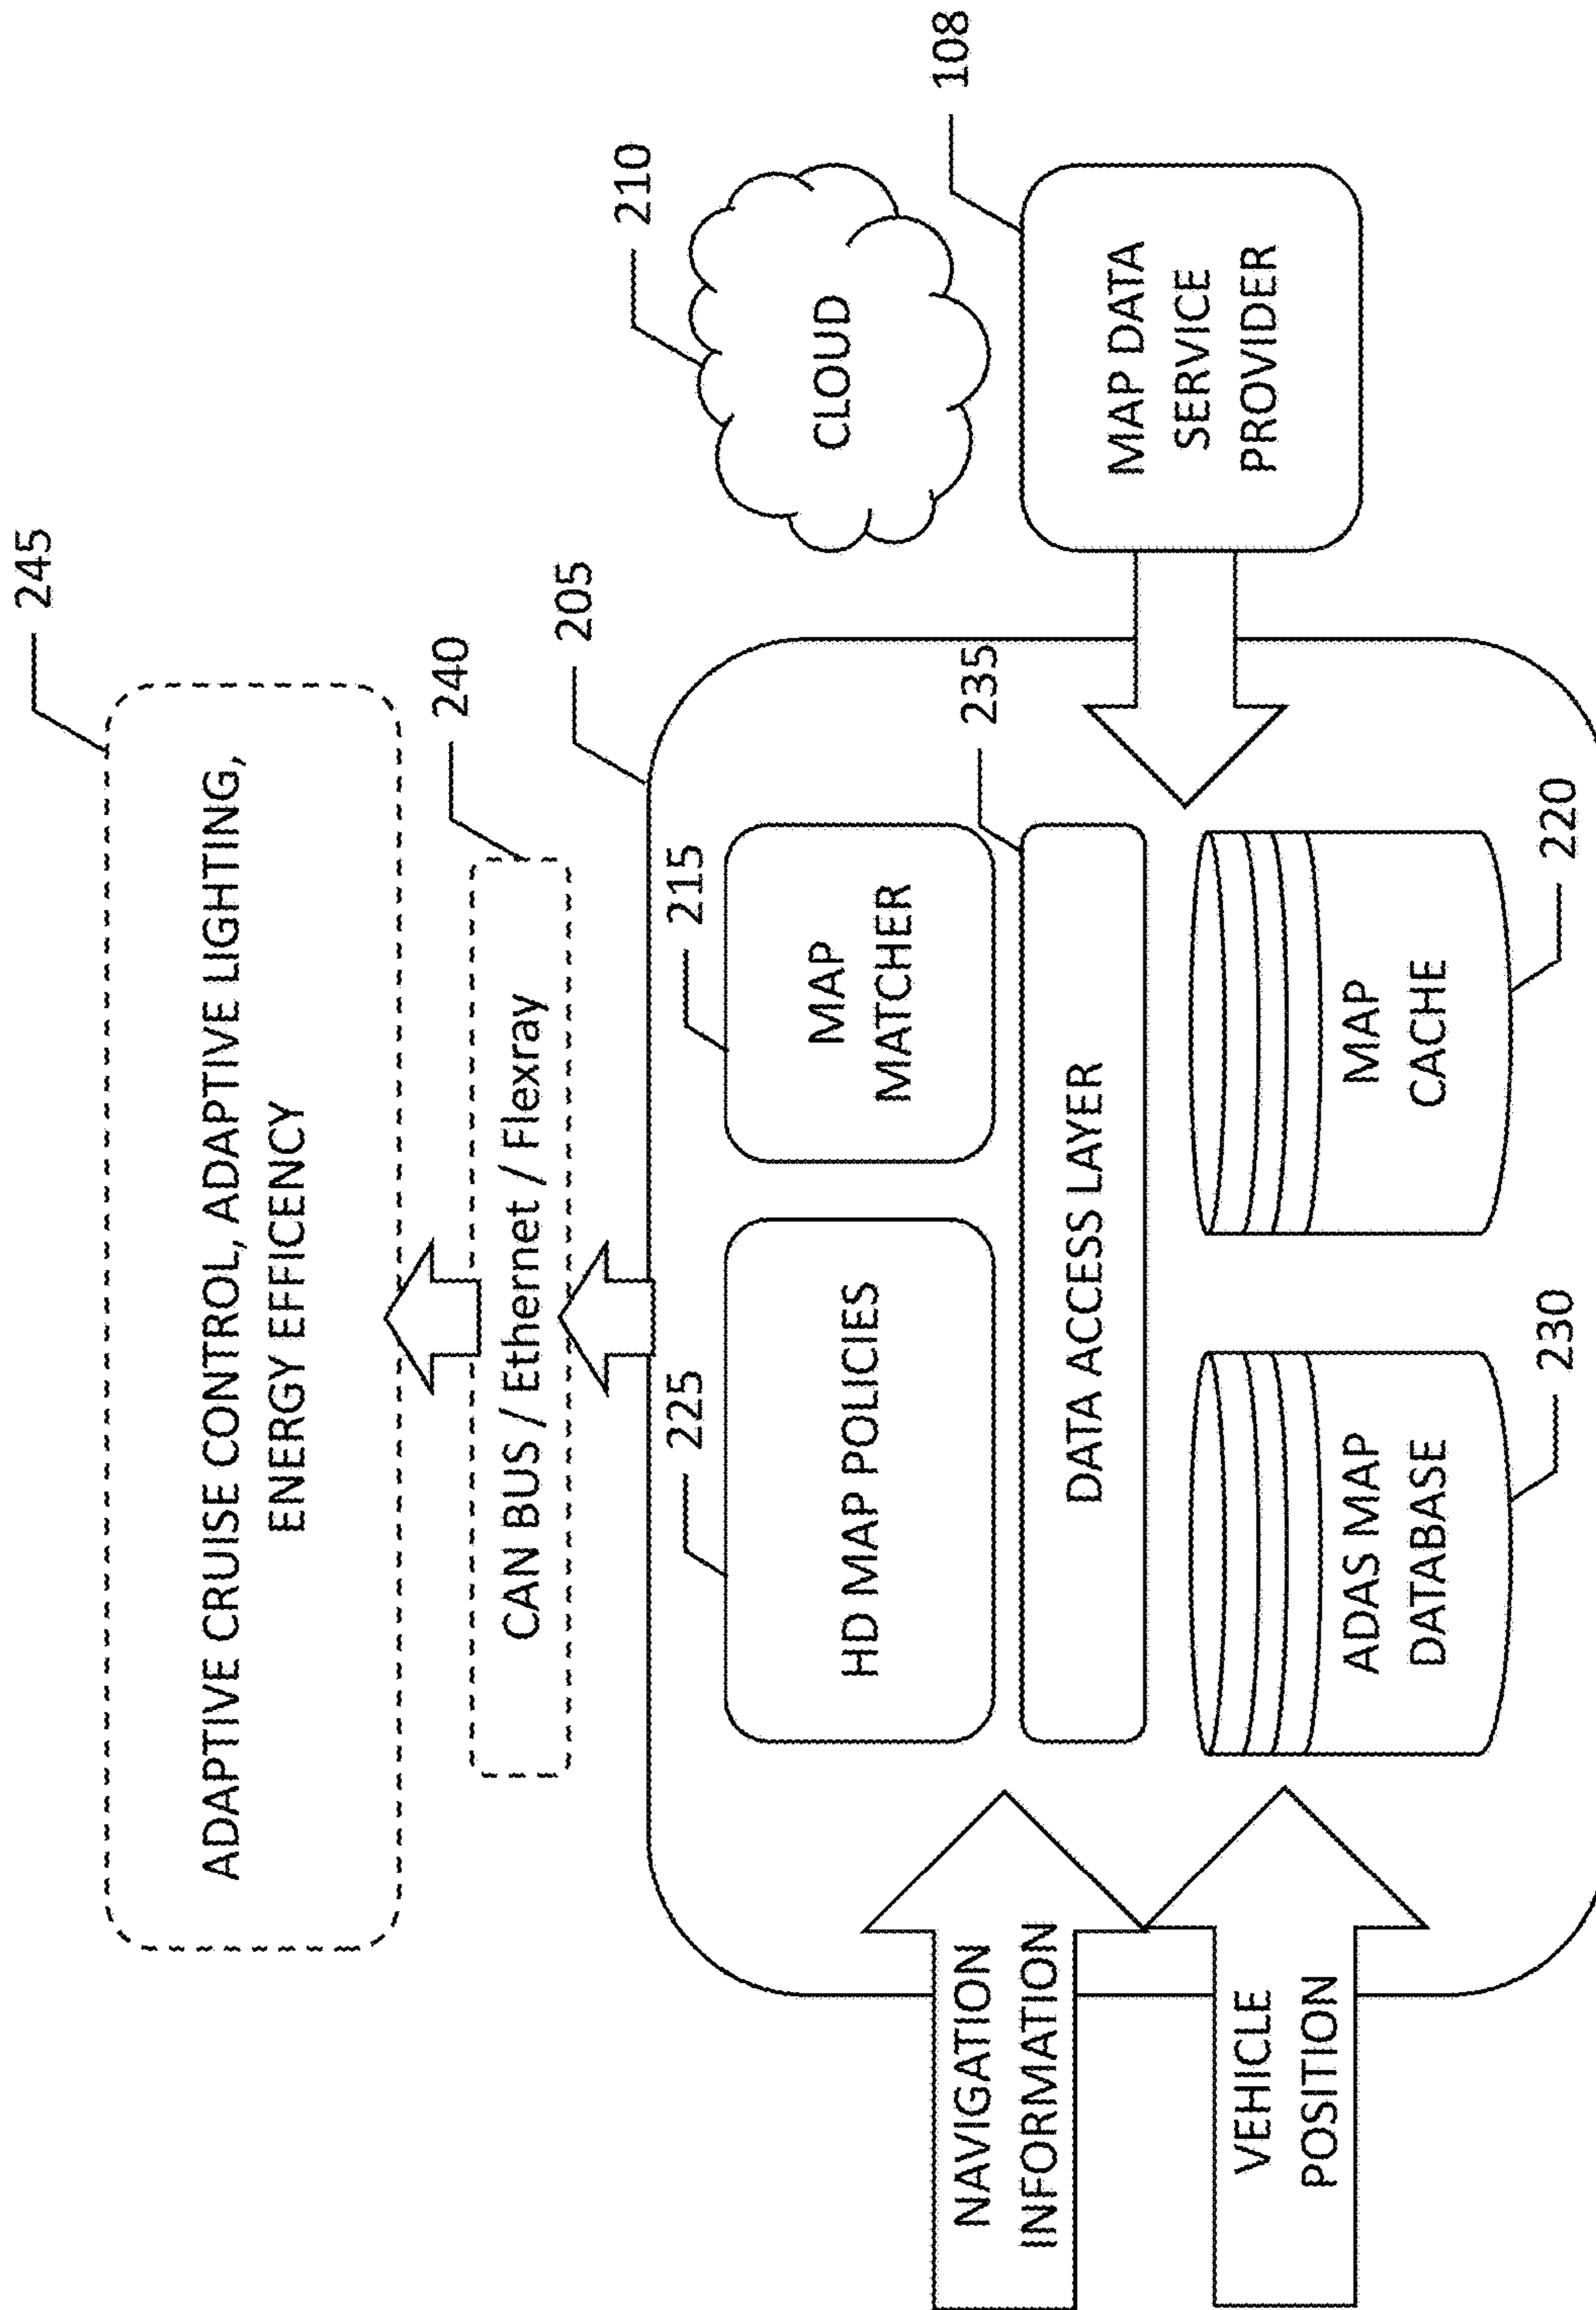 245
ADAPTIVE CRUISE CONTROL, ADAPTIVE LIGHTING,
ENERGY EFFICENCY
240
CAN BUS / Ethernet / Flexray
205
210
CLOUD
108
MAP DATA
SERVICE
PROVIDER
225
HD MAP POLICIES
215
MAP
MATCHER
235
DATA ACCESS LAYER
NAVIGATION
INFORMATION
VEHICLE
POSITION
ADAS MAP
DATABASE
230
MAP
CACHE
220